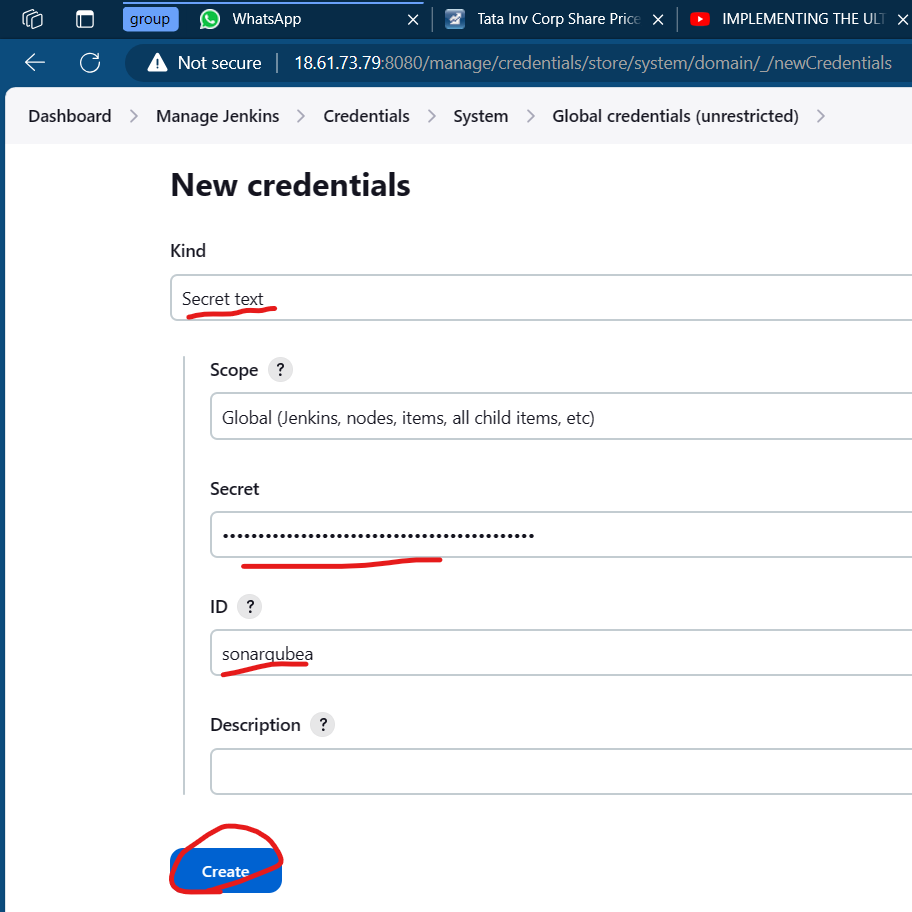 group WhatsApp Tata Inv Corp Share Price IMPLEMENTING THE ULT
Not secure 18.61.73.79:8080/manage/credentials/store/system/domain/_/newCredentials
Dashboard > Manage Jenkins > Credentials > System > Global credentials (unrestricted) >
New credentials
Kind
Secret text
Scope ?
Global (Jenkins, nodes, items, all child items, etc)
Secret
••••••••••••••••••••••••••••••••••••••••••••
ID ?
sonarqubea
Description ?
Create